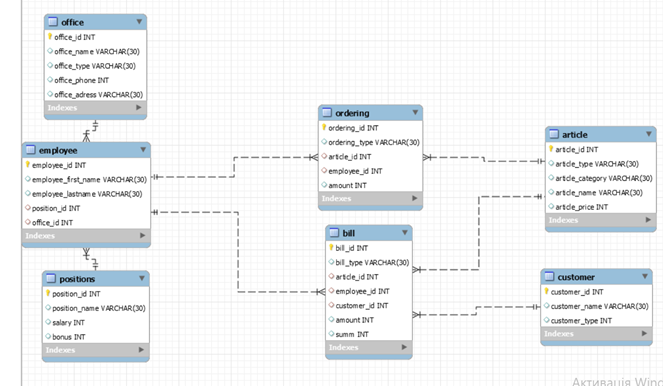 office
office_id INT
office_name VARCHAR(30)
office_type VARCHAR(30)
office_phone INT
office_adress VARCHAR(30)
Indexes
employee
employee_id INT
employee_first_name VARCHAR(30)
employee_lastname VARCHAR(30)
position_id INT
office_id INT
Indexes
positions
position_id INT
position_name VARCHAR(30)
salary INT
bonus INT
Indexes
ordering
ordering_id INT
ordering_type VARCHAR(30)
article_id INT
employee_id INT
amount INT
Indexes
bill
bill_id INT
bill_type VARCHAR(30)
article_id INT
employee_id INT
customer_id INT
amount INT
summ INT
Indexes
article
article_id INT
article_type VARCHAR(30)
article_category VARCHAR(30)
article_name VARCHAR(30)
article_price INT
Indexes
customer
customer_id INT
customer_name VARCHAR(30)
customer_type INT
Indexes
Активація Wind